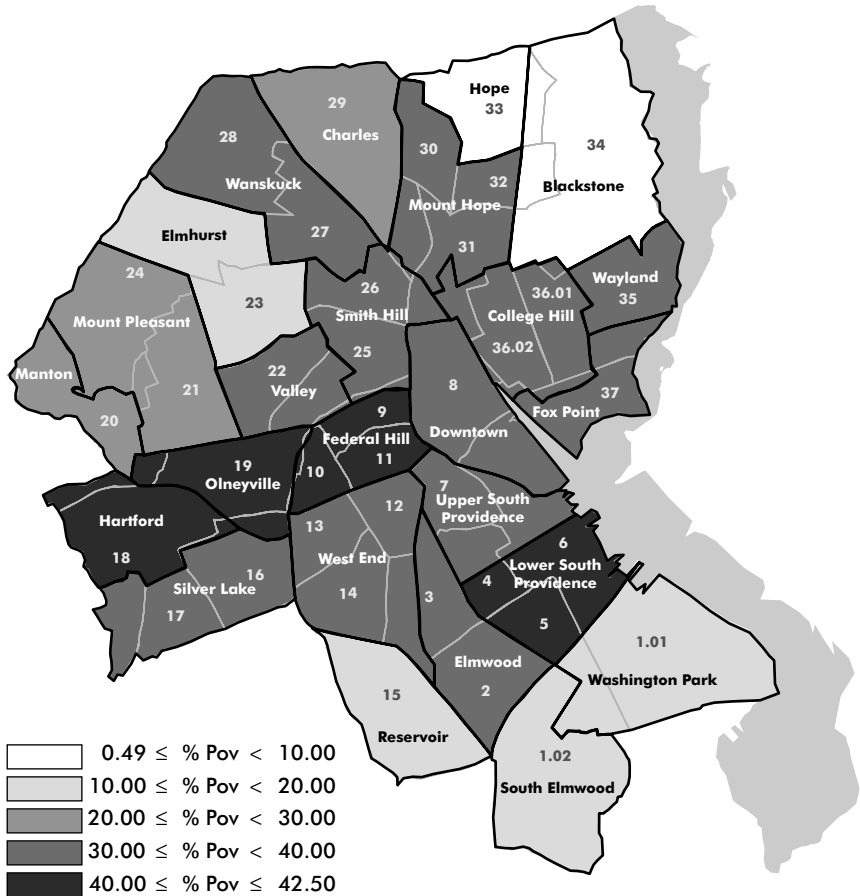 Hope
33
29
Charles
28
34
30
Wanskuck
32
Blackstone
Mount Hope
Elmhurst
27
31
24
Wayland
26
36.01
35
23
Mount Pleasant
Smith Hill
College Hill
25
36.02
Manton
22
Valley
8
21
37
20
9
Fox Point
Federal Hill
Downtown
19
10
11
Olneyville
7
12
Upper South
Providence
Hartford
13
18
West End
6
16
4
Lower South
Providence
Silver Lake
14
3
17
5
1.01
Elmwood
2
Washington Park
15
Reservoir
1.02
South Elmwood
0.49 ≤ % Pov < 10.00
10.00 ≤ % Pov < 20.00
20.00 ≤ % Pov < 30.00
30.00 ≤ % Pov < 40.00
40.00 ≤ % Pov ≤ 42.50